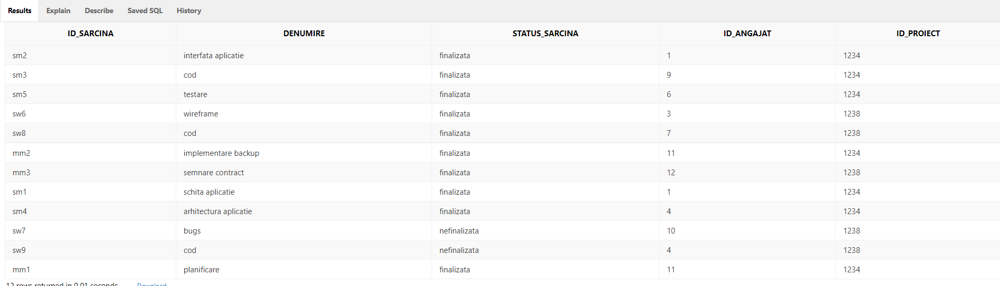 Results Explain Describe Saved SQL History
ID_SARCINA DENUMIRE STATUS_SARCINA ID_ANGAJAT ID_PROIECT
sm2 interfata aplicatie finalizata 1 1234
sm3 cod finalizata 9 1234
sm5 testare finalizata 6 1234
sw6 wireframe finalizata 3 1238
sw8 cod finalizata 7 1238
mm2 implementare backup finalizata 11 1234
mm3 semnare contract finalizata 12 1238
sm1 schita aplicatie finalizata 1 1234
sm4 arhitectura aplicatie finalizata 4 1234
sw7 bugs nefinalizata 10 1238
sw9 cod nefinalizata 4 1238
mm1 planificare finalizata 11 1234
12 rows returned in 0.01 seconds Download